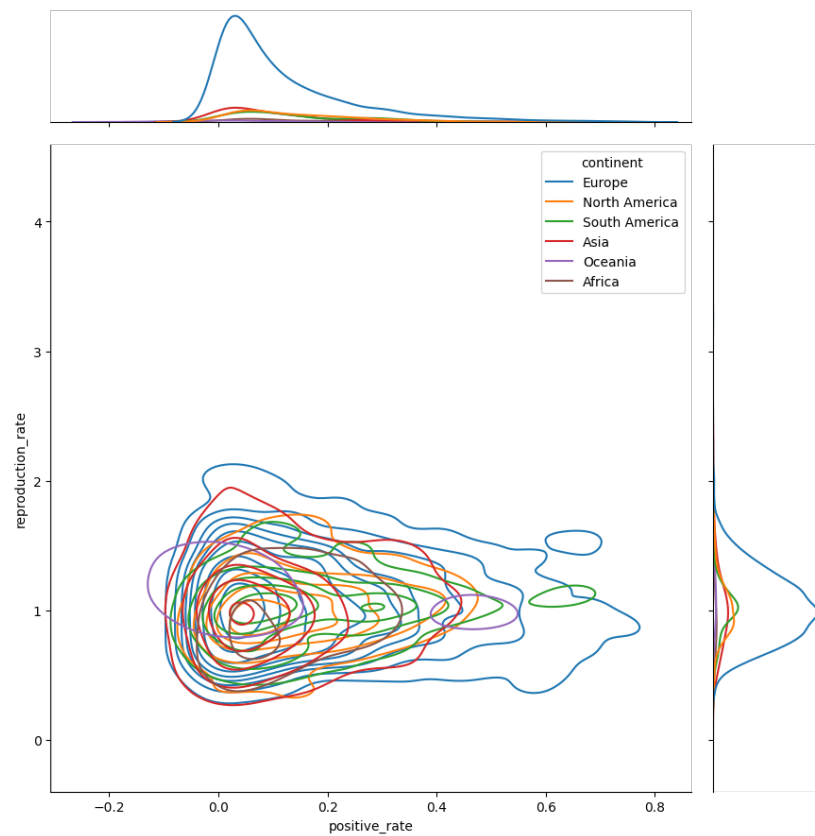 continent
Europe
North America
South America
Asia
Oceania
Africa
4
3
2
1
0
reproduction_rate
−0.2 0.0 0.2 0.4 0.6 0.8
positive_rate